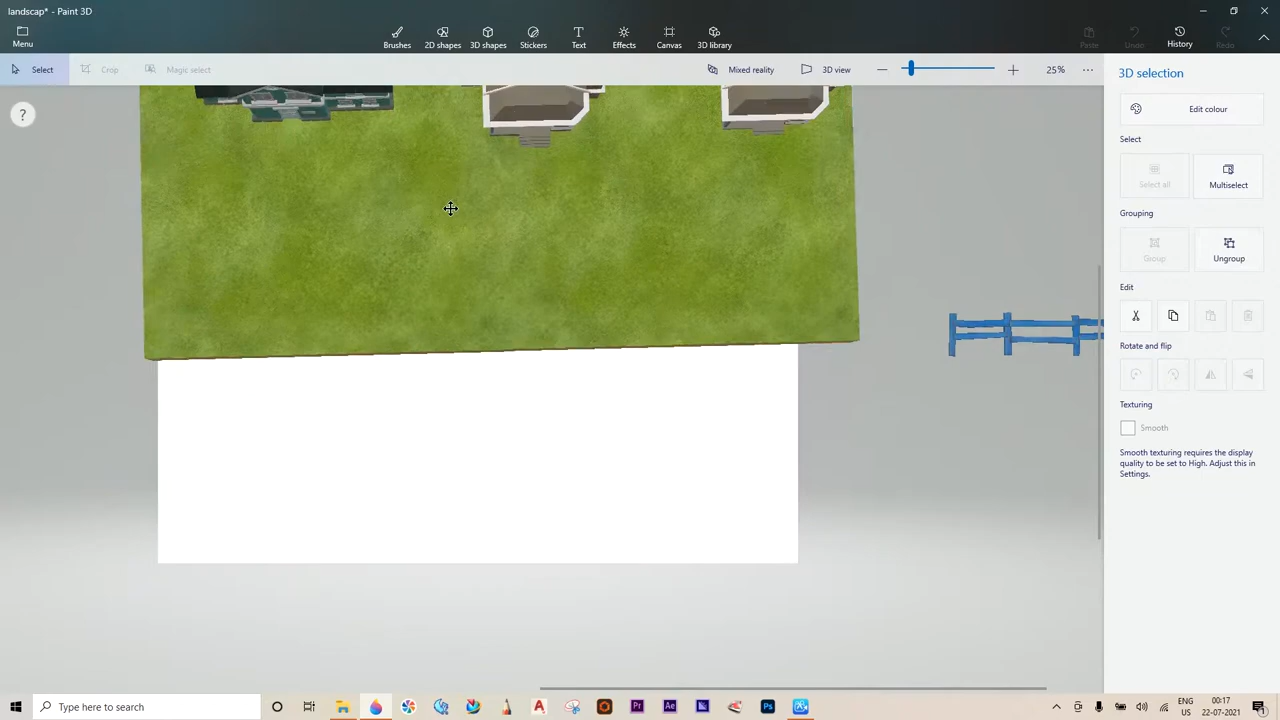 landscap* - Paint 3D
Menu
Brushes
2D shapes
3D shapes
Stickers
Text
Effects
Canvas
3D library
Paste
Undo
History
Redo
Select
Crop
Magic select
Mixed reality
3D view
25%
?
3D selection
Edit colour
Select
Select all
Multiselect
Grouping
Group
Ungroup
Edit
Rotate and flip
Texturing
Smooth
Smooth texturing requires the display
quality to be set to High. Adjust this in
Settings.
Type here to search
ENG
US
00:17
22-07-2021